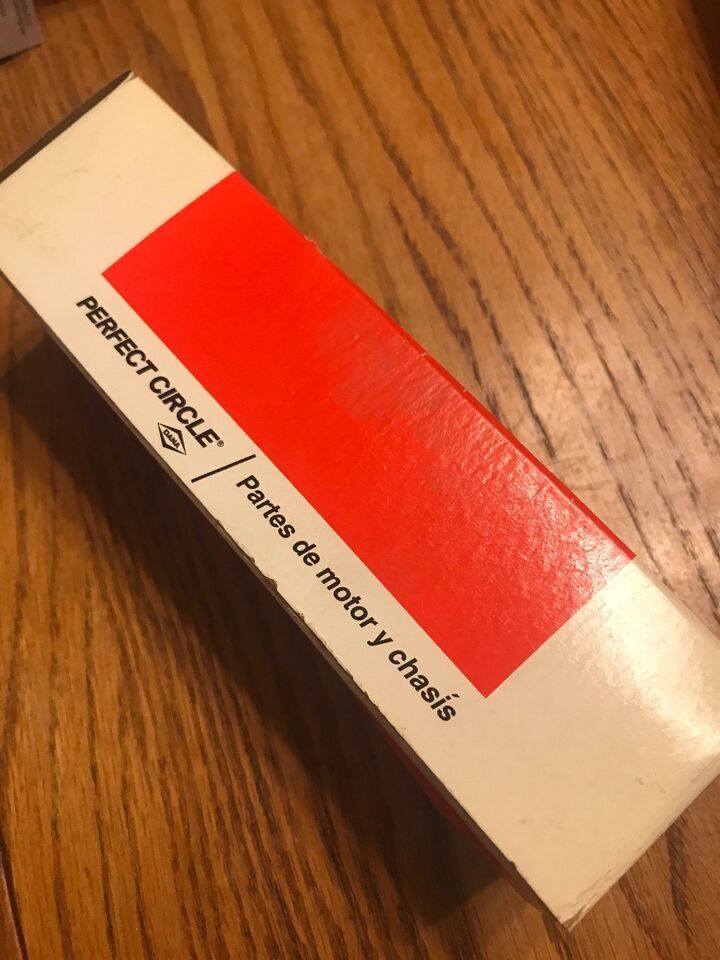 PERFECT CIRCLE®
DANA
Partes de motor y chasís